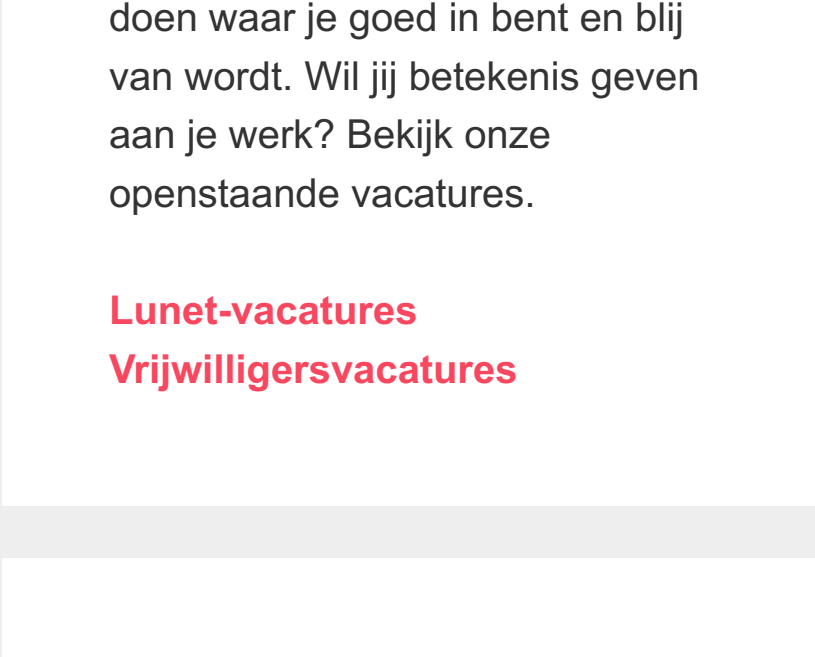 doen waar je goed in bent en blij
van wordt. Wil jij betekenis geven
aan je werk? Bekijk onze
openstaande vacatures.
Lunet-vacatures
Vrijwilligersvacatures